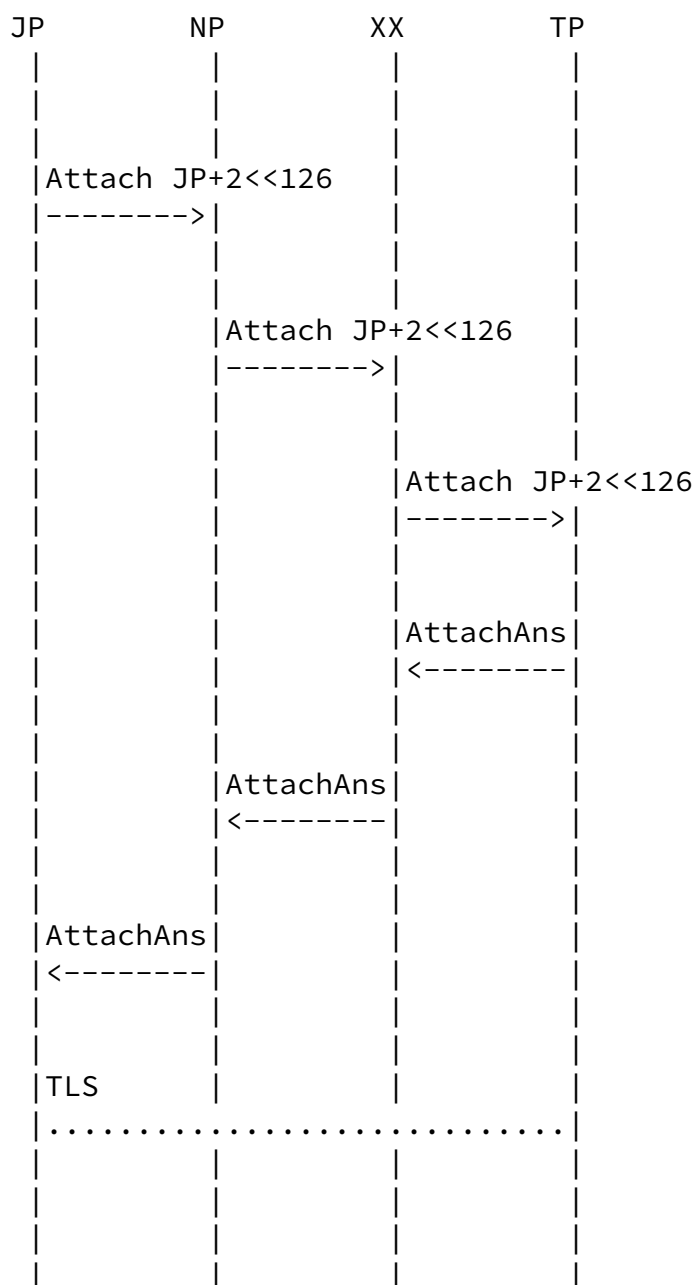 JP NP XX TP
Attach JP+2<<126
-------->
Attach JP+2<<126
-------->
Attach JP+2<<126
-------->
AttachAns
<--------
AttachAns
<--------
AttachAns
<--------
TLS
.............................